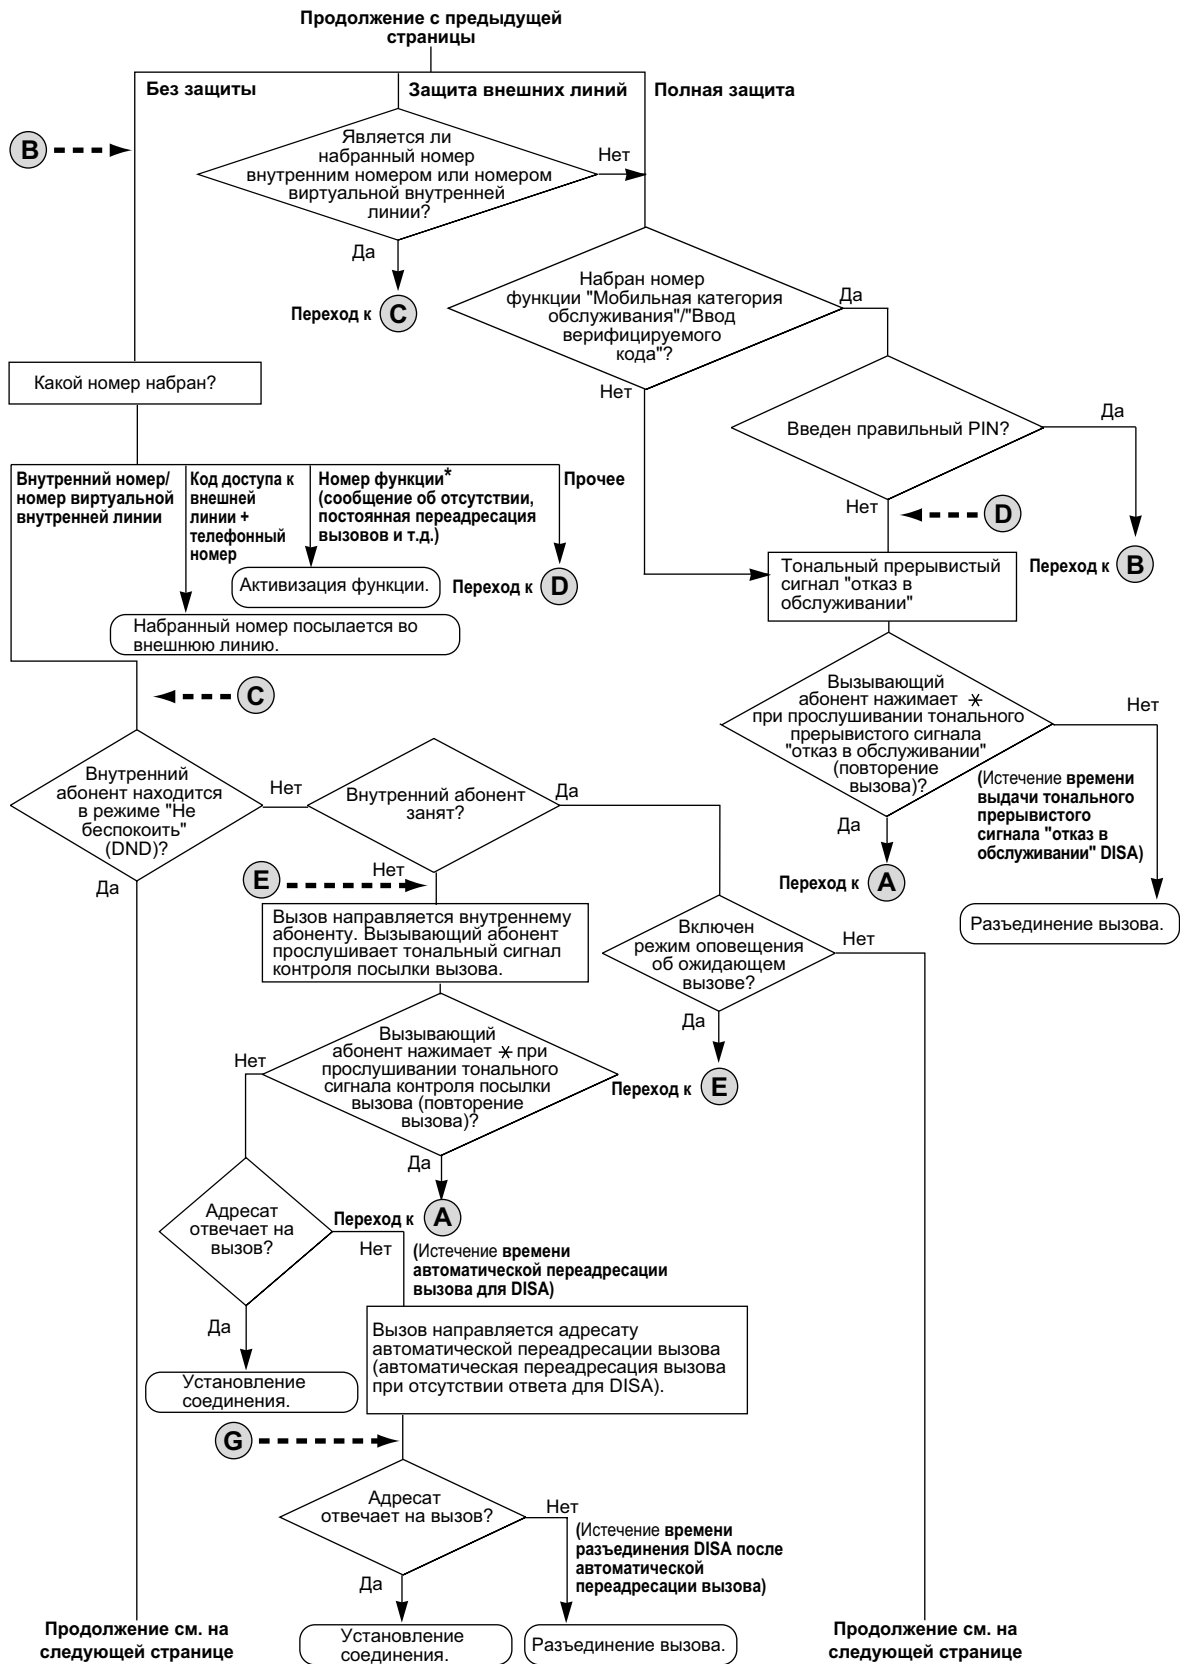 Продолжение с предыдущей
страницы
Без защиты
Защита внешних линий
Полная защита
B
Является ли
набранный номер
внутренним номером или номером
виртуальной внутренней
линии?
Нет
Да
Переход к
C
Набран номер
функции "Мобильная категория
обслуживания"/"Ввод
верифицируемого
кода"?
Да
Нет
Какой номер набран?
Введен правильный PIN?
Да
Нет
D
Переход к
B
Внутренний номер/
номер виртуальной
внутренней линии
Код доступа к
внешней
линии +
телефонный
номер
Номер функции*
(сообщение об отсутствии,
постоянная переадресация
вызовов и т.д.)
Прочее
Активизация функции.
Переход к
D
Набранный номер посылается во
внешнюю линию.
Тональный прерывистый
сигнал "отказ в
обслуживании"
C
Вызывающий
абонент нажимает *
при прослушивании тонального
прерывистого сигнала
"отказ в обслуживании"
(повторение
вызова)?
Нет
(Истечение времени
выдачи тонального
прерывистого
сигнала "отказ в
обслуживании" DISA)
Да
Переход к
A
Разъединение вызова.
Внутренний
абонент находится
в режиме "Не
беспокоить"
(DND)?
Нет
Да
Внутренний абонент
занят?
Да
Нет
E
Вызов направляется внутреннему
абоненту. Вызывающий абонент
прослушивает тональный сигнал
контроля посылки вызова.
Включен
режим оповещения
об ожидающем
вызове?
Нет
Да
Переход к
E
Вызывающий
абонент нажимает * при
прослушивании тонального
сигнала контроля посылки
вызова (повторение
вызова)?
Нет
Да
Переход к
A
Адресат
отвечает на
вызов?
Нет
(Истечение времени
автоматической переадресации
вызова для DISA)
Да
Установление
соединения.
Вызов направляется адресату
автоматической переадресации вызова
(автоматическая переадресация вызова
при отсутствии ответа для DISA).
G
Адресат
отвечает на вызов?
Нет
(Истечение времени
разъединения DISA после
автоматической
переадресации вызова)
Да
Установление
соединения.
Разъединение вызова.
Продолжение см. на
следующей странице
Продолжение см. на
следующей странице